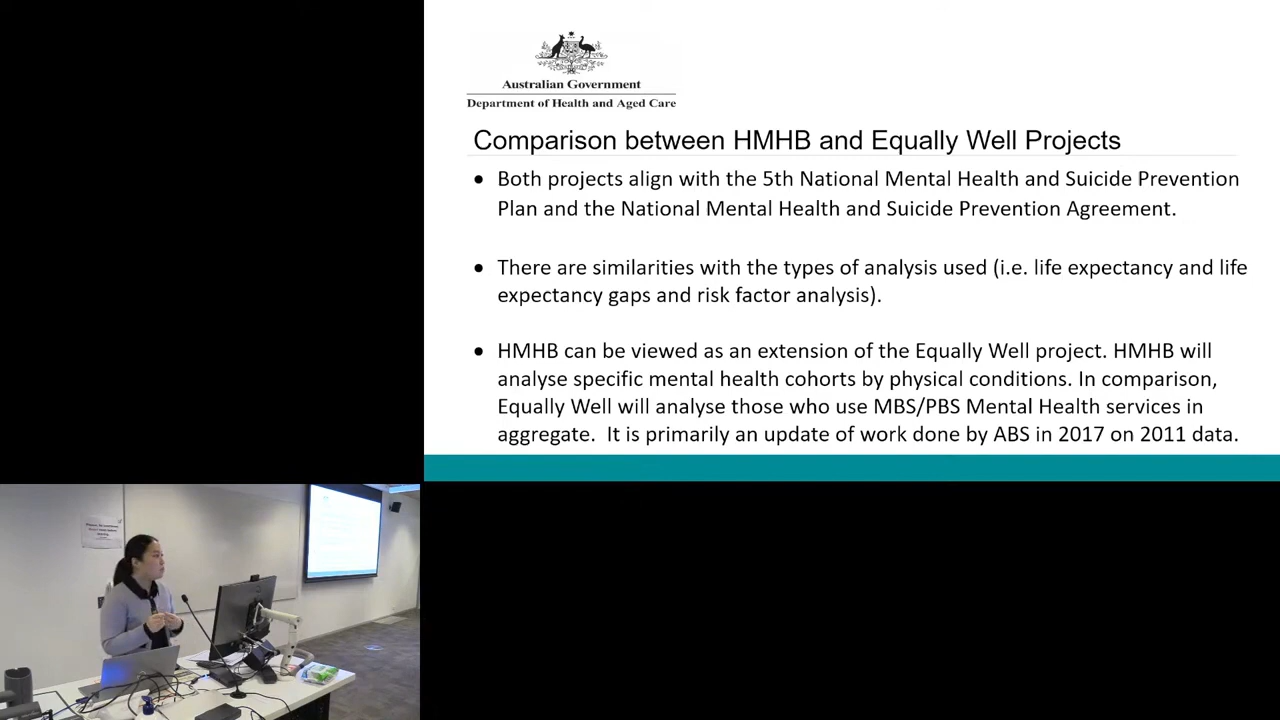 Australian Government
Department of Health and Aged Care
Comparison between HMHB and Equally Well Projects
• Both projects align with the 5th National Mental Health and Suicide Prevention
Plan and the National Mental Health and Suicide Prevention Agreement.
• There are similarities with the types of analysis used (i.e. life expectancy and life
expectancy gaps and risk factor analysis).
• HMHB can be viewed as an extension of the Equally Well project. HMHB will
analyse specific mental health cohorts by physical conditions. In comparison,
Equally Well will analyse those who use MBS/PBS Mental Health services in
aggregate.  It is primarily an update of work done by ABS in 2017 on 2011 data.